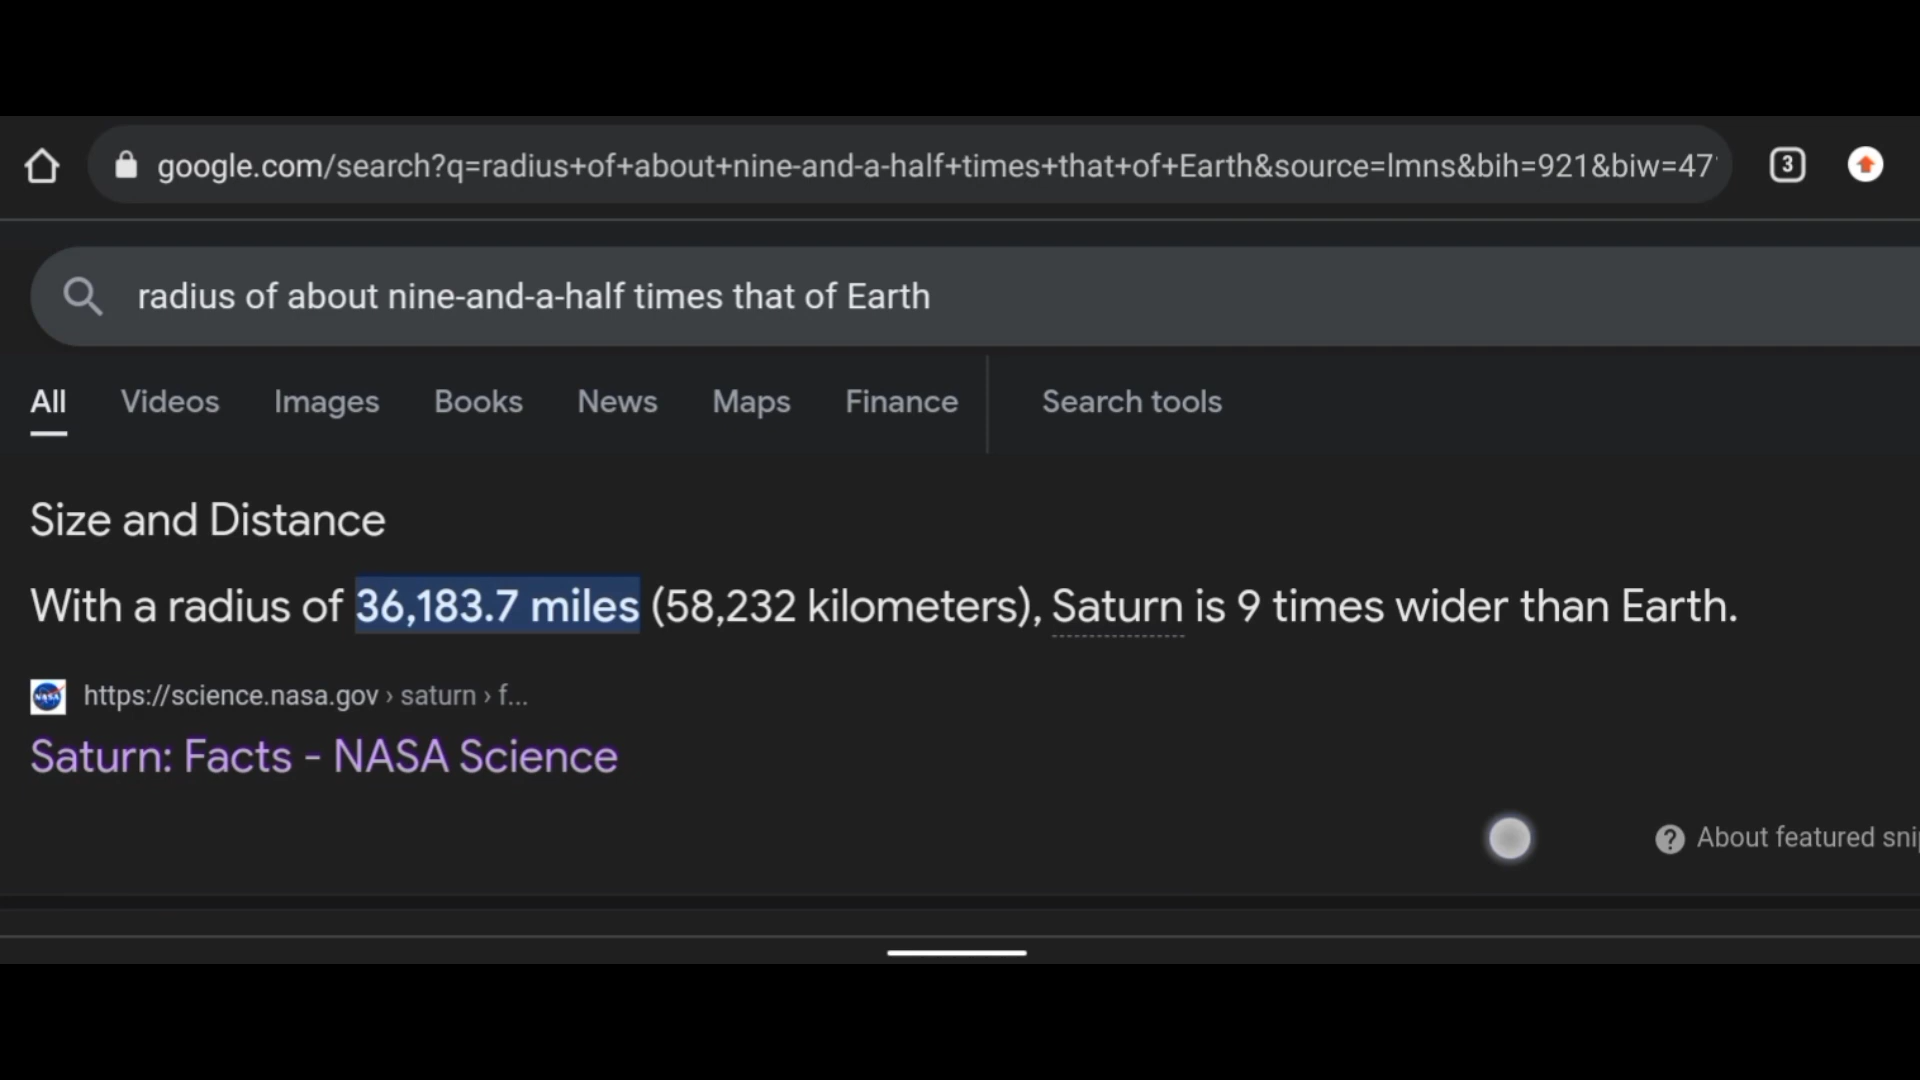 google.com/search?q=radius+of+about+nine-and-a-half+times+that+of+Earth&source=lmns&bih=921&biw=47
3
radius of about nine-and-a-half times that of Earth
All Videos Images Books News Maps Finance Search tools
Size and Distance
With a radius of 36,183.7 miles (58,232 kilometers), Saturn is 9 times wider than Earth.
NASA https://science.nasa.gov › saturn › f...
Saturn: Facts - NASA Science
? About featured